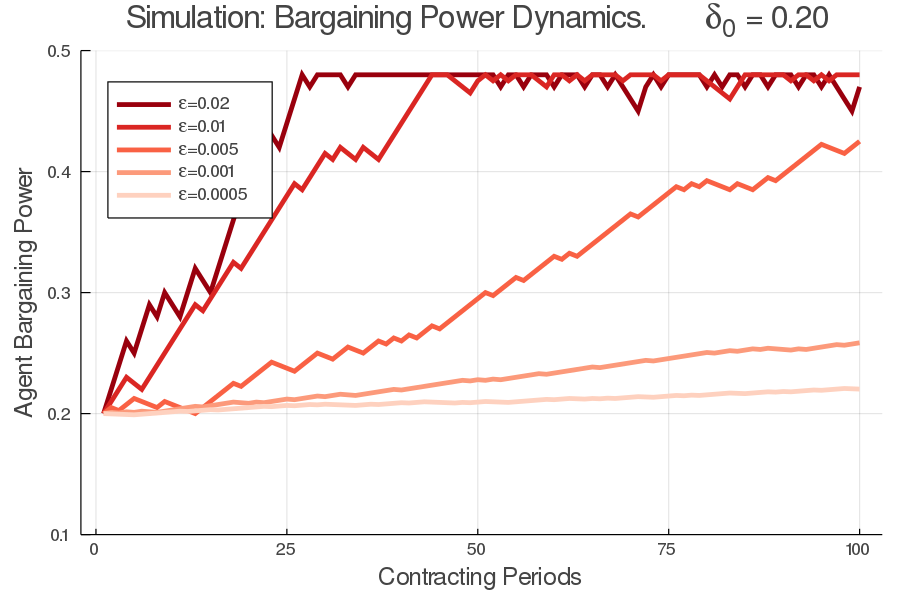 Simulation: Bargaining Power Dynamics. δ₀ = 0.20
0.5
ε=0.02
ε=0.01
ε=0.005
ε=0.001
ε=0.0005
0.4
0.3
0.2
0.1
Agent Bargaining Power
0 25 50 75 100
Contracting Periods